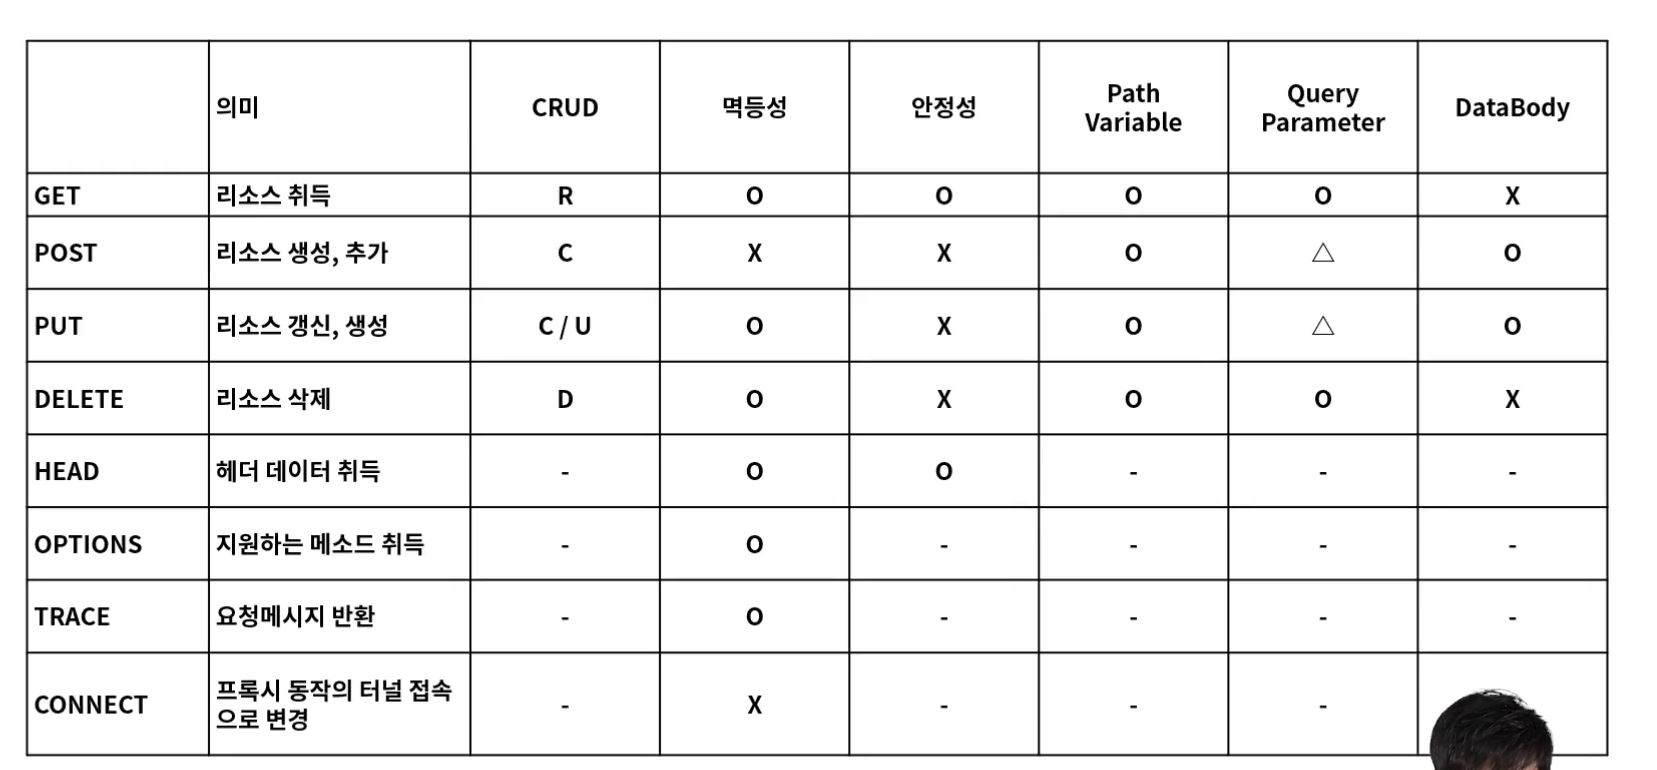 의미 CRUD 멱등성 안정성 Path Variable Query Parameter DataBody
GET 리소스 취득 R O O O O X
POST 리소스 생성, 추가 C X X O △ O
PUT 리소스 갱신, 생성 C / U O X O △ O
DELETE 리소스 삭제 D O X O O X
HEAD 헤더 데이터 취득 - O O - - -
OPTIONS 지원하는 메소드 취득 - O - - - -
TRACE 요청메시지 반환 - O - - - -
CONNECT 프록시 동작의 터널 접속으로 변경 - X - - -